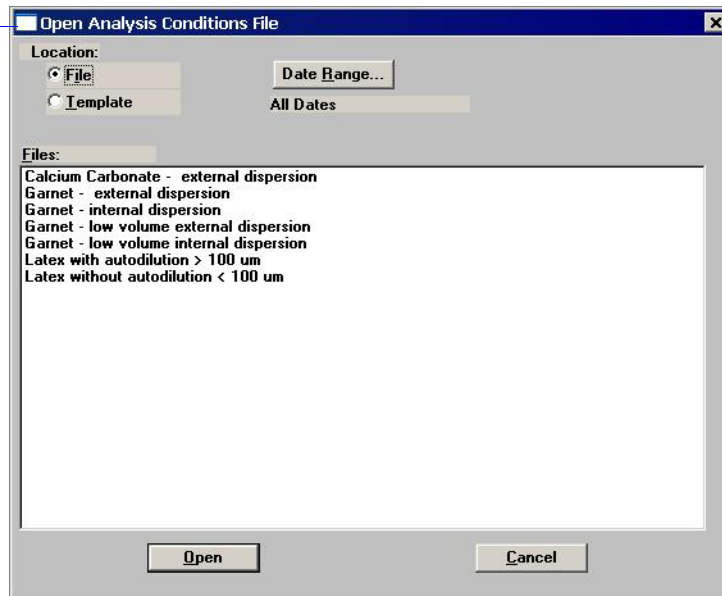 Open Analysis Conditions File
Location:
File
Template
Date Range...
All Dates
Files:
Calcium Carbonate -  external dispersion
Garnet -  external dispersion
Garnet - internal dispersion
Garnet - low volume external dispersion
Garnet - low volume internal dispersion
Latex with autodilution > 100 um
Latex without autodilution < 100 um
Open
Cancel